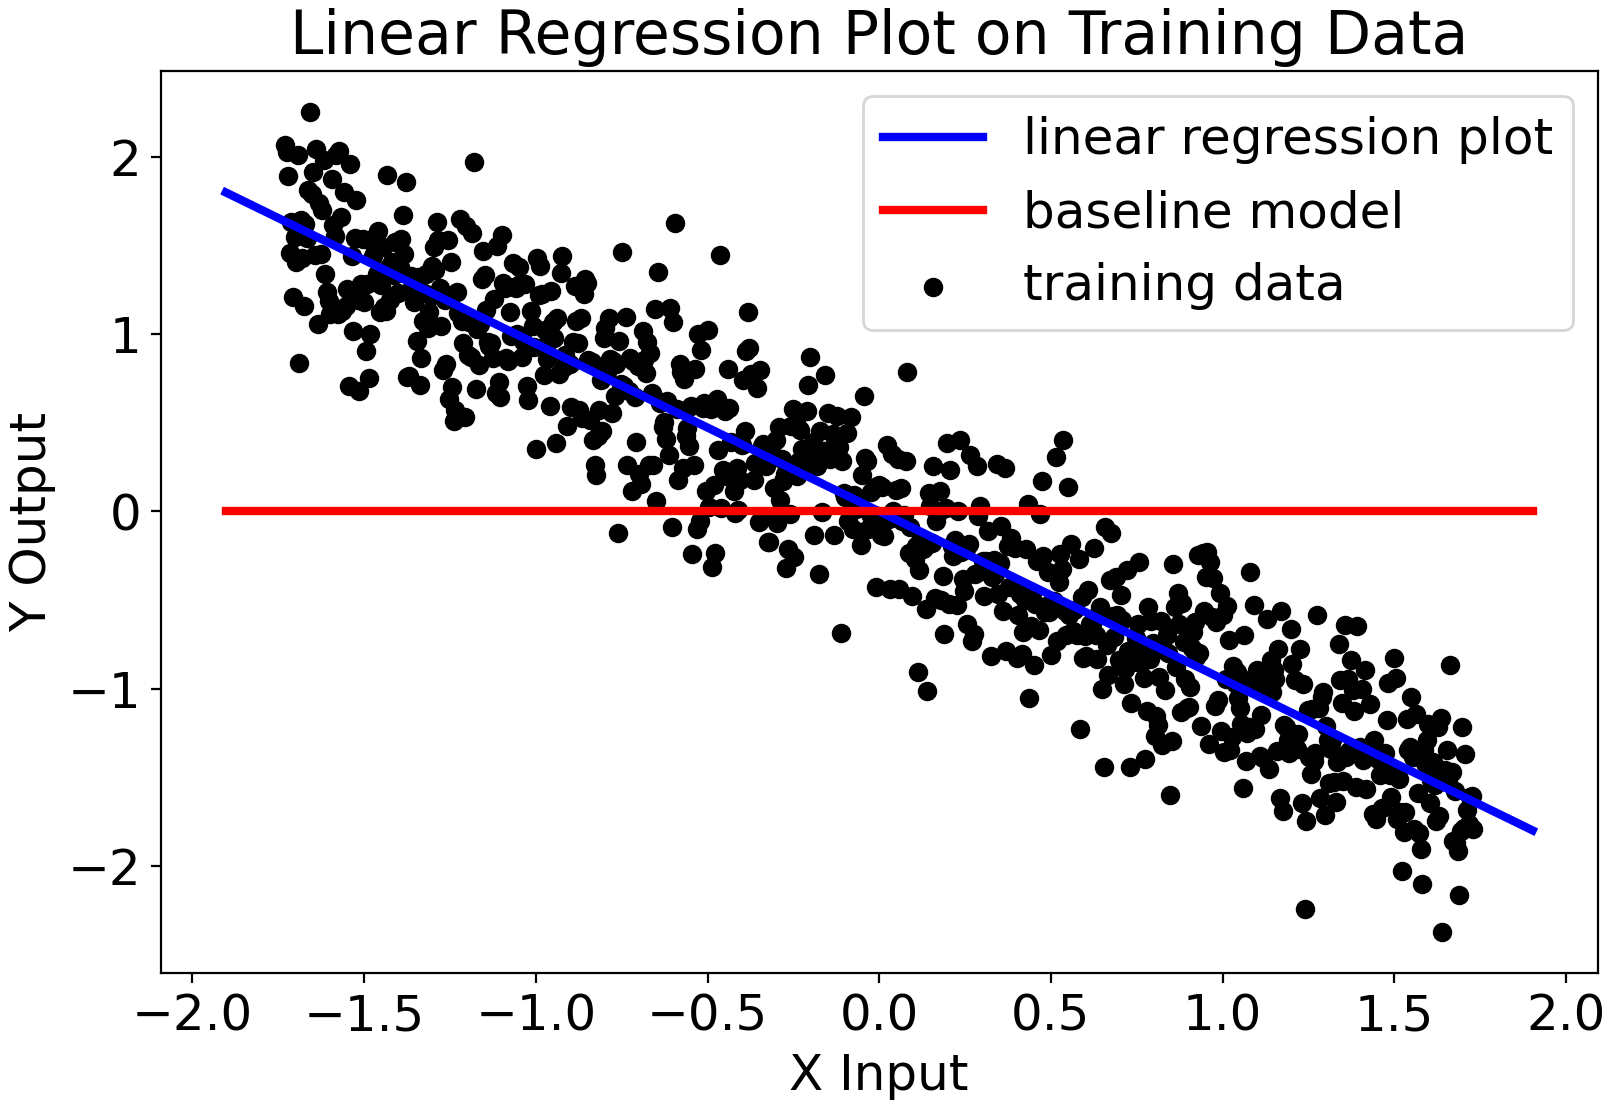 Linear Regression Plot on Training Data
linear regression plot
baseline model
training data
2
1
0
−1
−2
Y Output
−2.0 −1.5 −1.0 −0.5 0.0 0.5 1.0 1.5 2.0
X Input